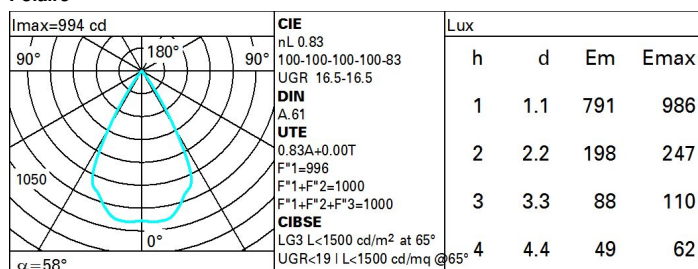 Imax=994 cd
180°
90°
90°
1050
0°
α=58°
CIE
nL 0.83
100-100-100-100-83
UGR 16.5-16.5
DIN
A.61
UTE
0.83A+0.00T
F"1=996
F"1+F"2=1000
F"1+F"2+F"3=1000
CIBSE
LG3 L<1500 cd/m² at 65°
UGR<19 | L<1500 cd/mq @65°
Lux
h d Em Emax
1 1.1 791 986
2 2.2 198 247
3 3.3 88 110
4 4.4 49 62